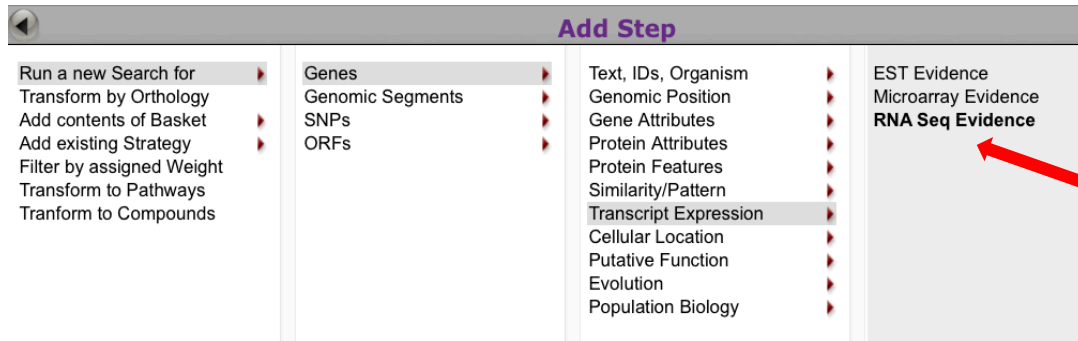 Add Step
Run a new Search for
Transform by Orthology
Add contents of Basket
Add existing Strategy
Filter by assigned Weight
Transform to Pathways
Tranform to Compounds
Genes
Genomic Segments
SNPs
ORFs
Text, IDs, Organism
Genomic Position
Gene Attributes
Protein Attributes
Protein Features
Similarity/Pattern
Transcript Expression
Cellular Location
Putative Function
Evolution
Population Biology
EST Evidence
Microarray Evidence
RNA Seq Evidence